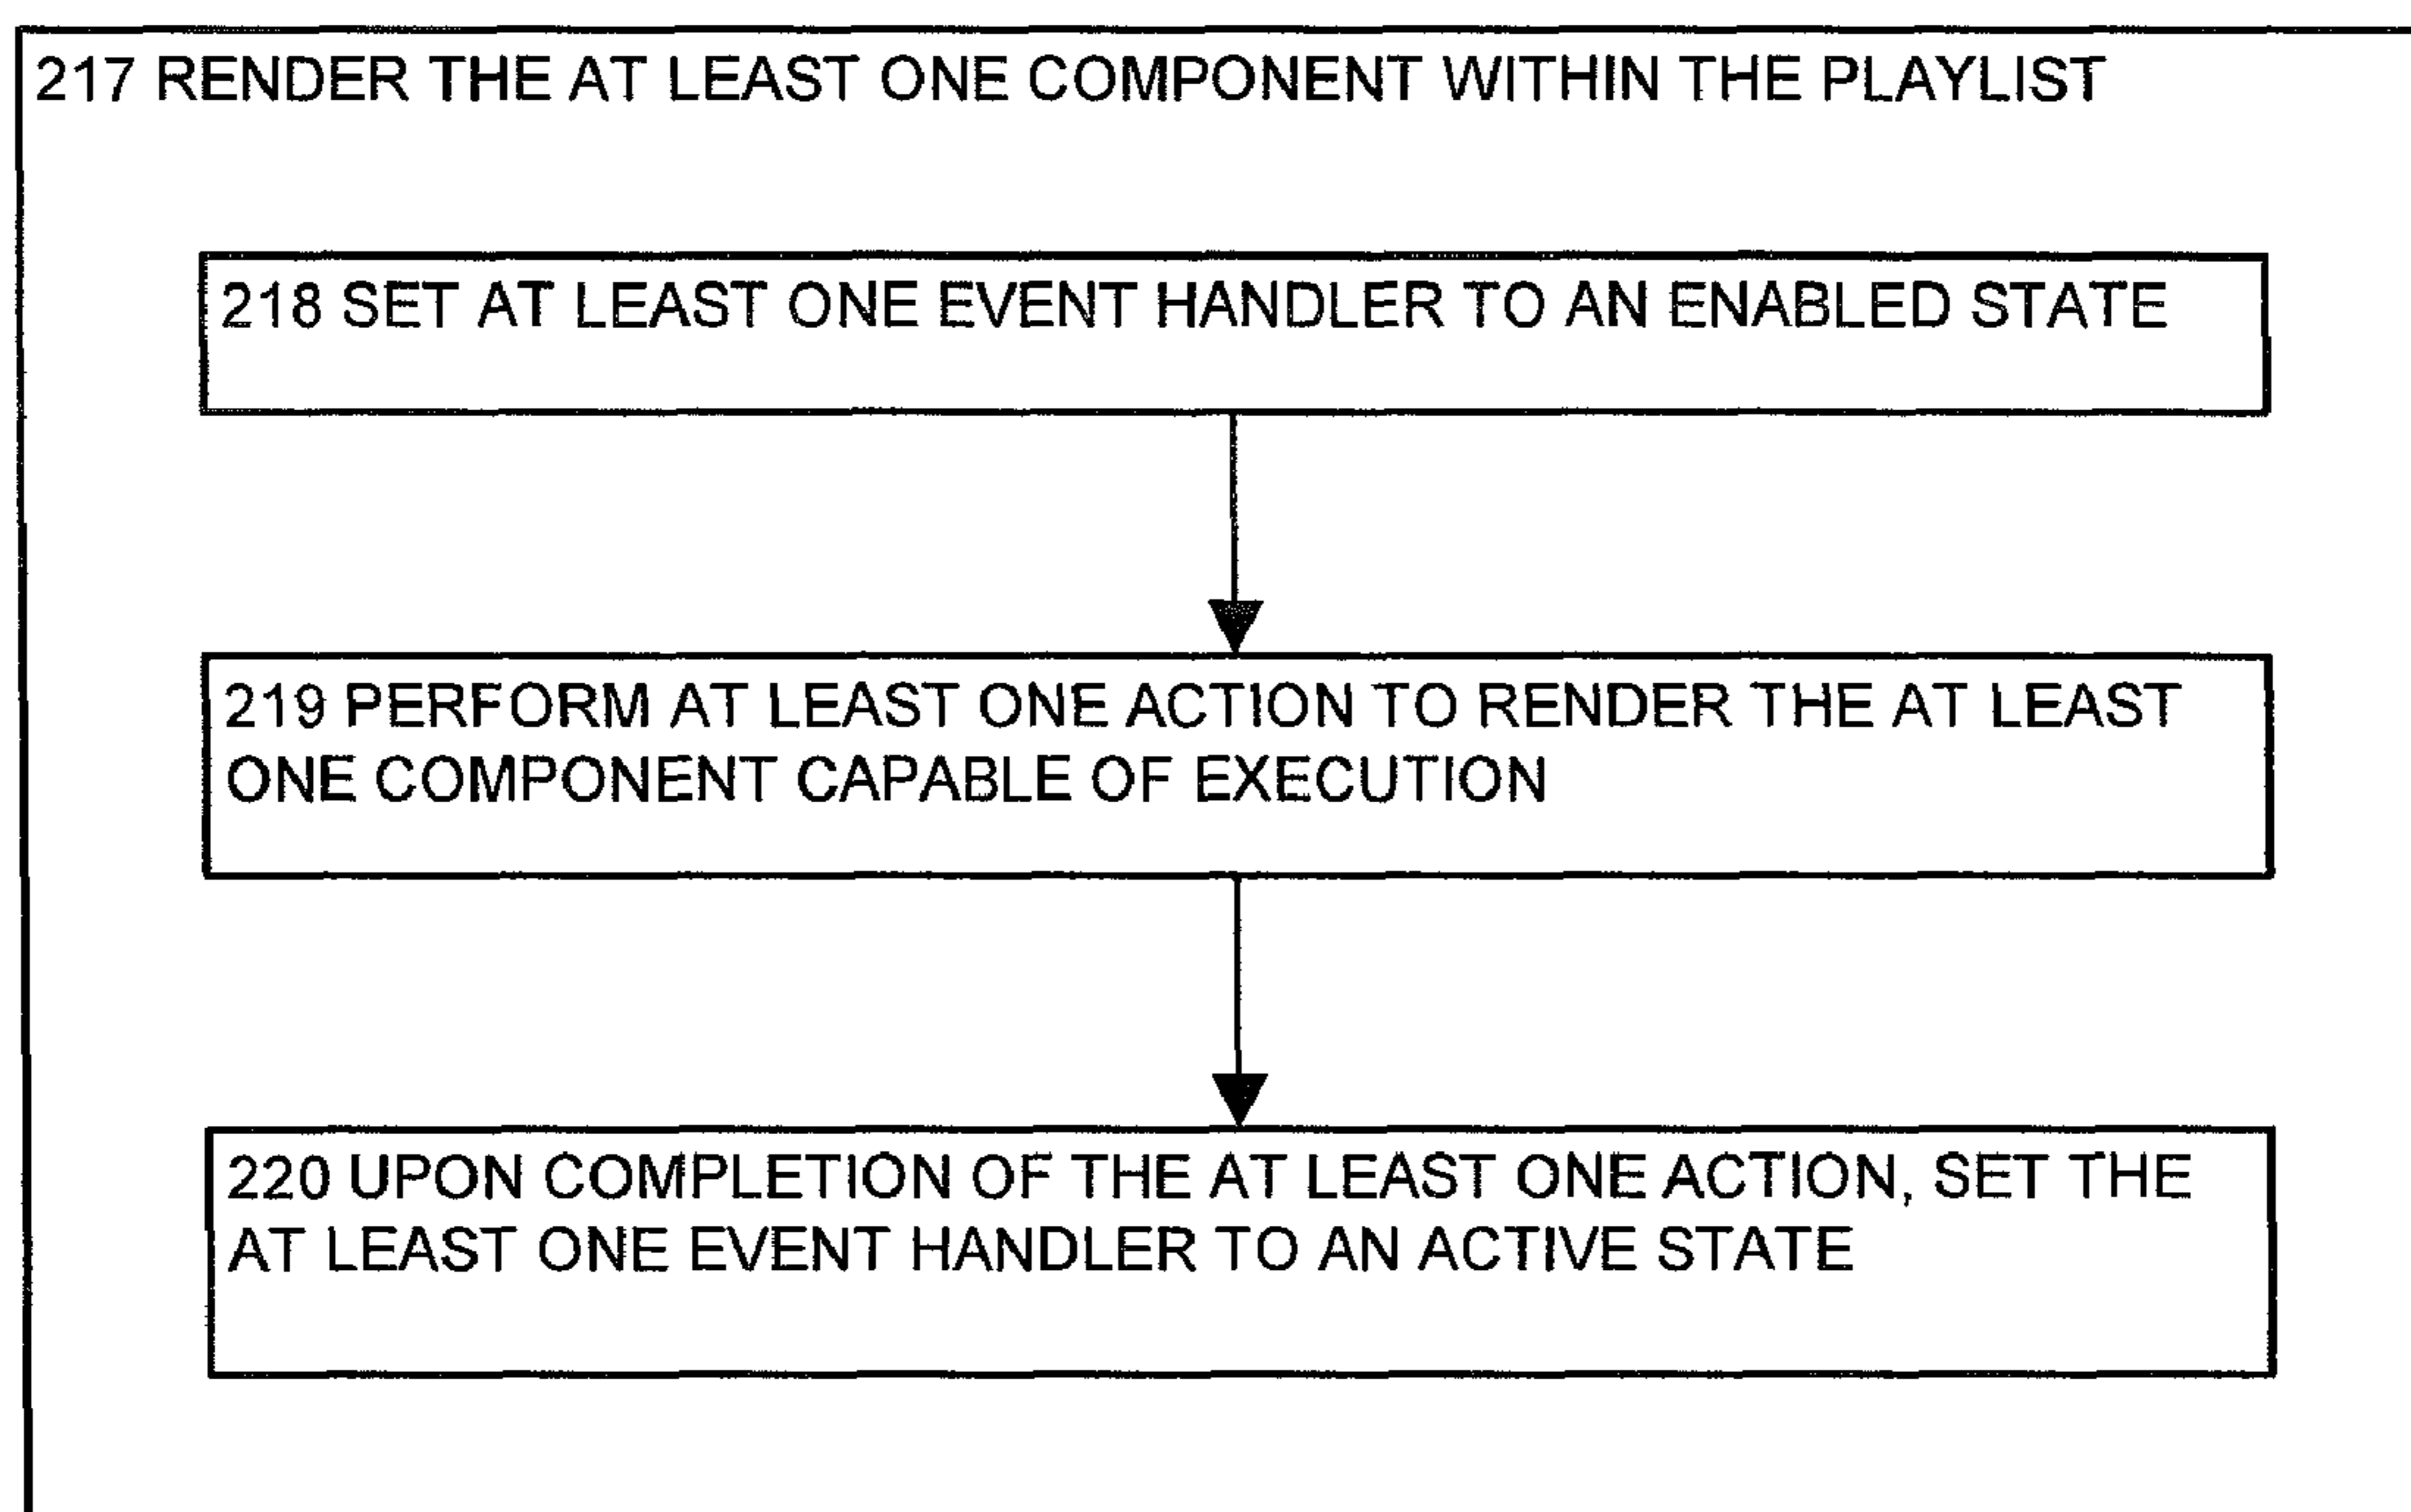 217 RENDER THE AT LEAST ONE COMPONENT WITHIN THE PLAYLIST
218 SET AT LEAST ONE EVENT HANDLER TO AN ENABLED STATE
219 PERFORM AT LEAST ONE ACTION TO RENDER THE AT LEAST
ONE COMPONENT CAPABLE OF EXECUTION
220 UPON COMPLETION OF THE AT LEAST ONE ACTION, SET THE
AT LEAST ONE EVENT HANDLER TO AN ACTIVE STATE